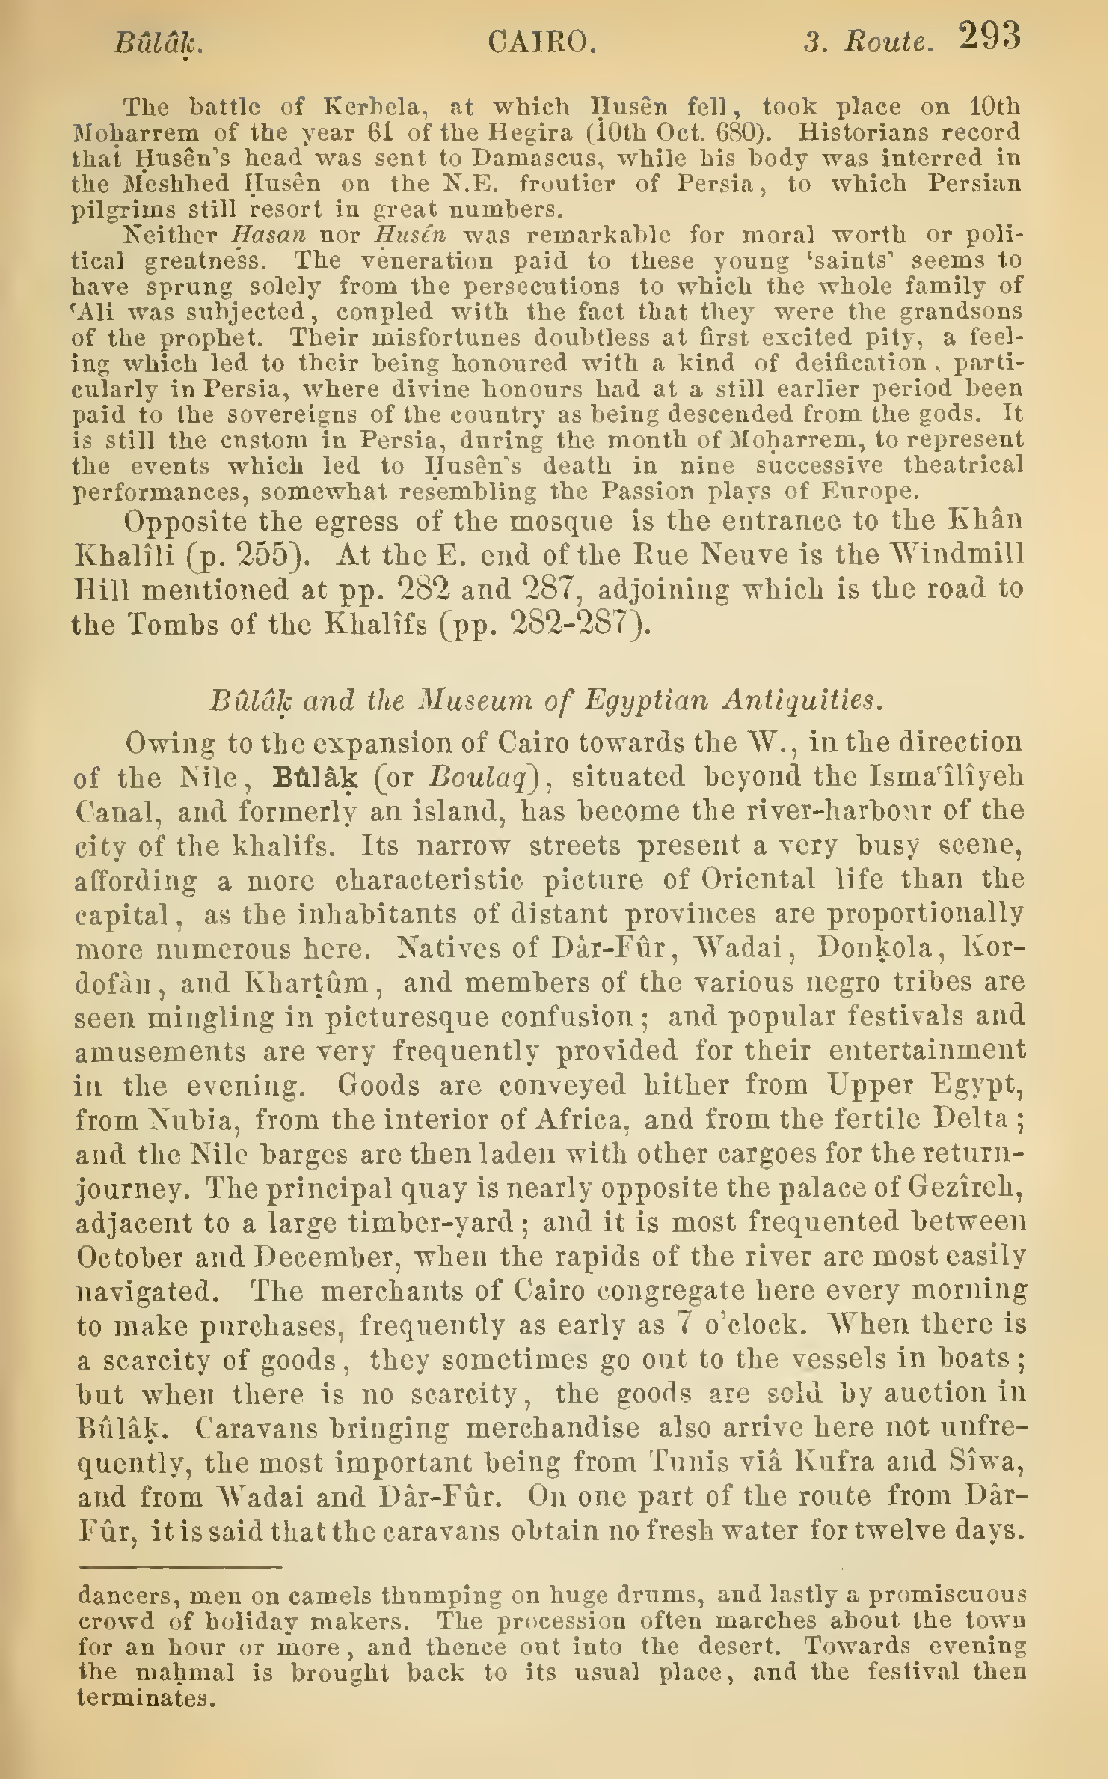 Bûlâḳ. CAIRO. 3. Route. 293
The battle of Kerbela, at which Ḥusên fell, took place on 10th
Moḥarrem of the year 61 of the Hegira (10th Oct. 680). Historians record
that Ḥusên's head was sent to Damascus, while his body was interred in
the Meshhed Ḥusên on the N.E. frontier of Persia, to which Persian
pilgrims still resort in great numbers.
Neither Ḥasan nor Ḥusên was remarkable for moral worth or poli-
tical greatness. The veneration paid to these young 'saints' seems to
have sprung solely from the persecutions to which the whole family of
ʿAli was subjected, coupled with the fact that they were the grandsons
of the prophet. Their misfortunes doubtless at first excited pity, a feel-
ing which led to their being honoured with a kind of deification, parti-
cularly in Persia, where divine honours had at a still earlier period been
paid to the sovereigns of the country as being descended from the gods. It
is still the custom in Persia, during the month of Moḥarrem, to represent
the events which led to Ḥusên's death in nine successive theatrical
performances, somewhat resembling the Passion plays of Europe.
Opposite the egress of the mosque is the entrance to the Khân
Khalîli (p. 255). At the E. end of the Rue Neuve is the Windmill
Hill mentioned at pp. 282 and 287, adjoining which is the road to
the Tombs of the Khalîfs (pp. 282-287).
Bûlâḳ and the Museum of Egyptian Antiquities.
Owing to the expansion of Cairo towards the W., in the direction
of the Nile, Bûlâḳ (or Boulaq), situated beyond the Ismaʿîlîyeh
Canal, and formerly an island, has become the river-harbour of the
city of the khalifs. Its narrow streets present a very busy scene,
affording a more characteristic picture of Oriental life than the
capital, as the inhabitants of distant provinces are proportionally
more numerous here. Natives of Dâr-Fûr, Wadai, Donḳola, Kor-
dofân, and Kharṭûm, and members of the various negro tribes are
seen mingling in picturesque confusion; and popular festivals and
amusements are very frequently provided for their entertainment
in the evening. Goods are conveyed hither from Upper Egypt,
from Nubia, from the interior of Africa, and from the fertile Delta;
and the Nile barges are then laden with other cargoes for the return-
journey. The principal quay is nearly opposite the palace of Gezîreh,
adjacent to a large timber-yard; and it is most frequented between
October and December, when the rapids of the river are most easily
navigated. The merchants of Cairo congregate here every morning
to make purchases, frequently as early as 7 o'clock. When there is
a scarcity of goods, they sometimes go out to the vessels in boats;
but when there is no scarcity, the goods are sold by auction in
Bûlâḳ. Caravans bringing merchandise also arrive here not unfre-
quently, the most important being from Tunis viâ Kufra and Sîwa,
and from Wadai and Dâr-Fûr. On one part of the route from Dâr-
Fûr, it is said that the caravans obtain no fresh water for twelve days.
dancers, men on camels thumping on huge drums, and lastly a promiscuous
crowd of holiday makers. The procession often marches about the town
for an hour or more, and thence out into the desert. Towards evening
the maḥmal is brought back to its usual place, and the festival then
terminates.